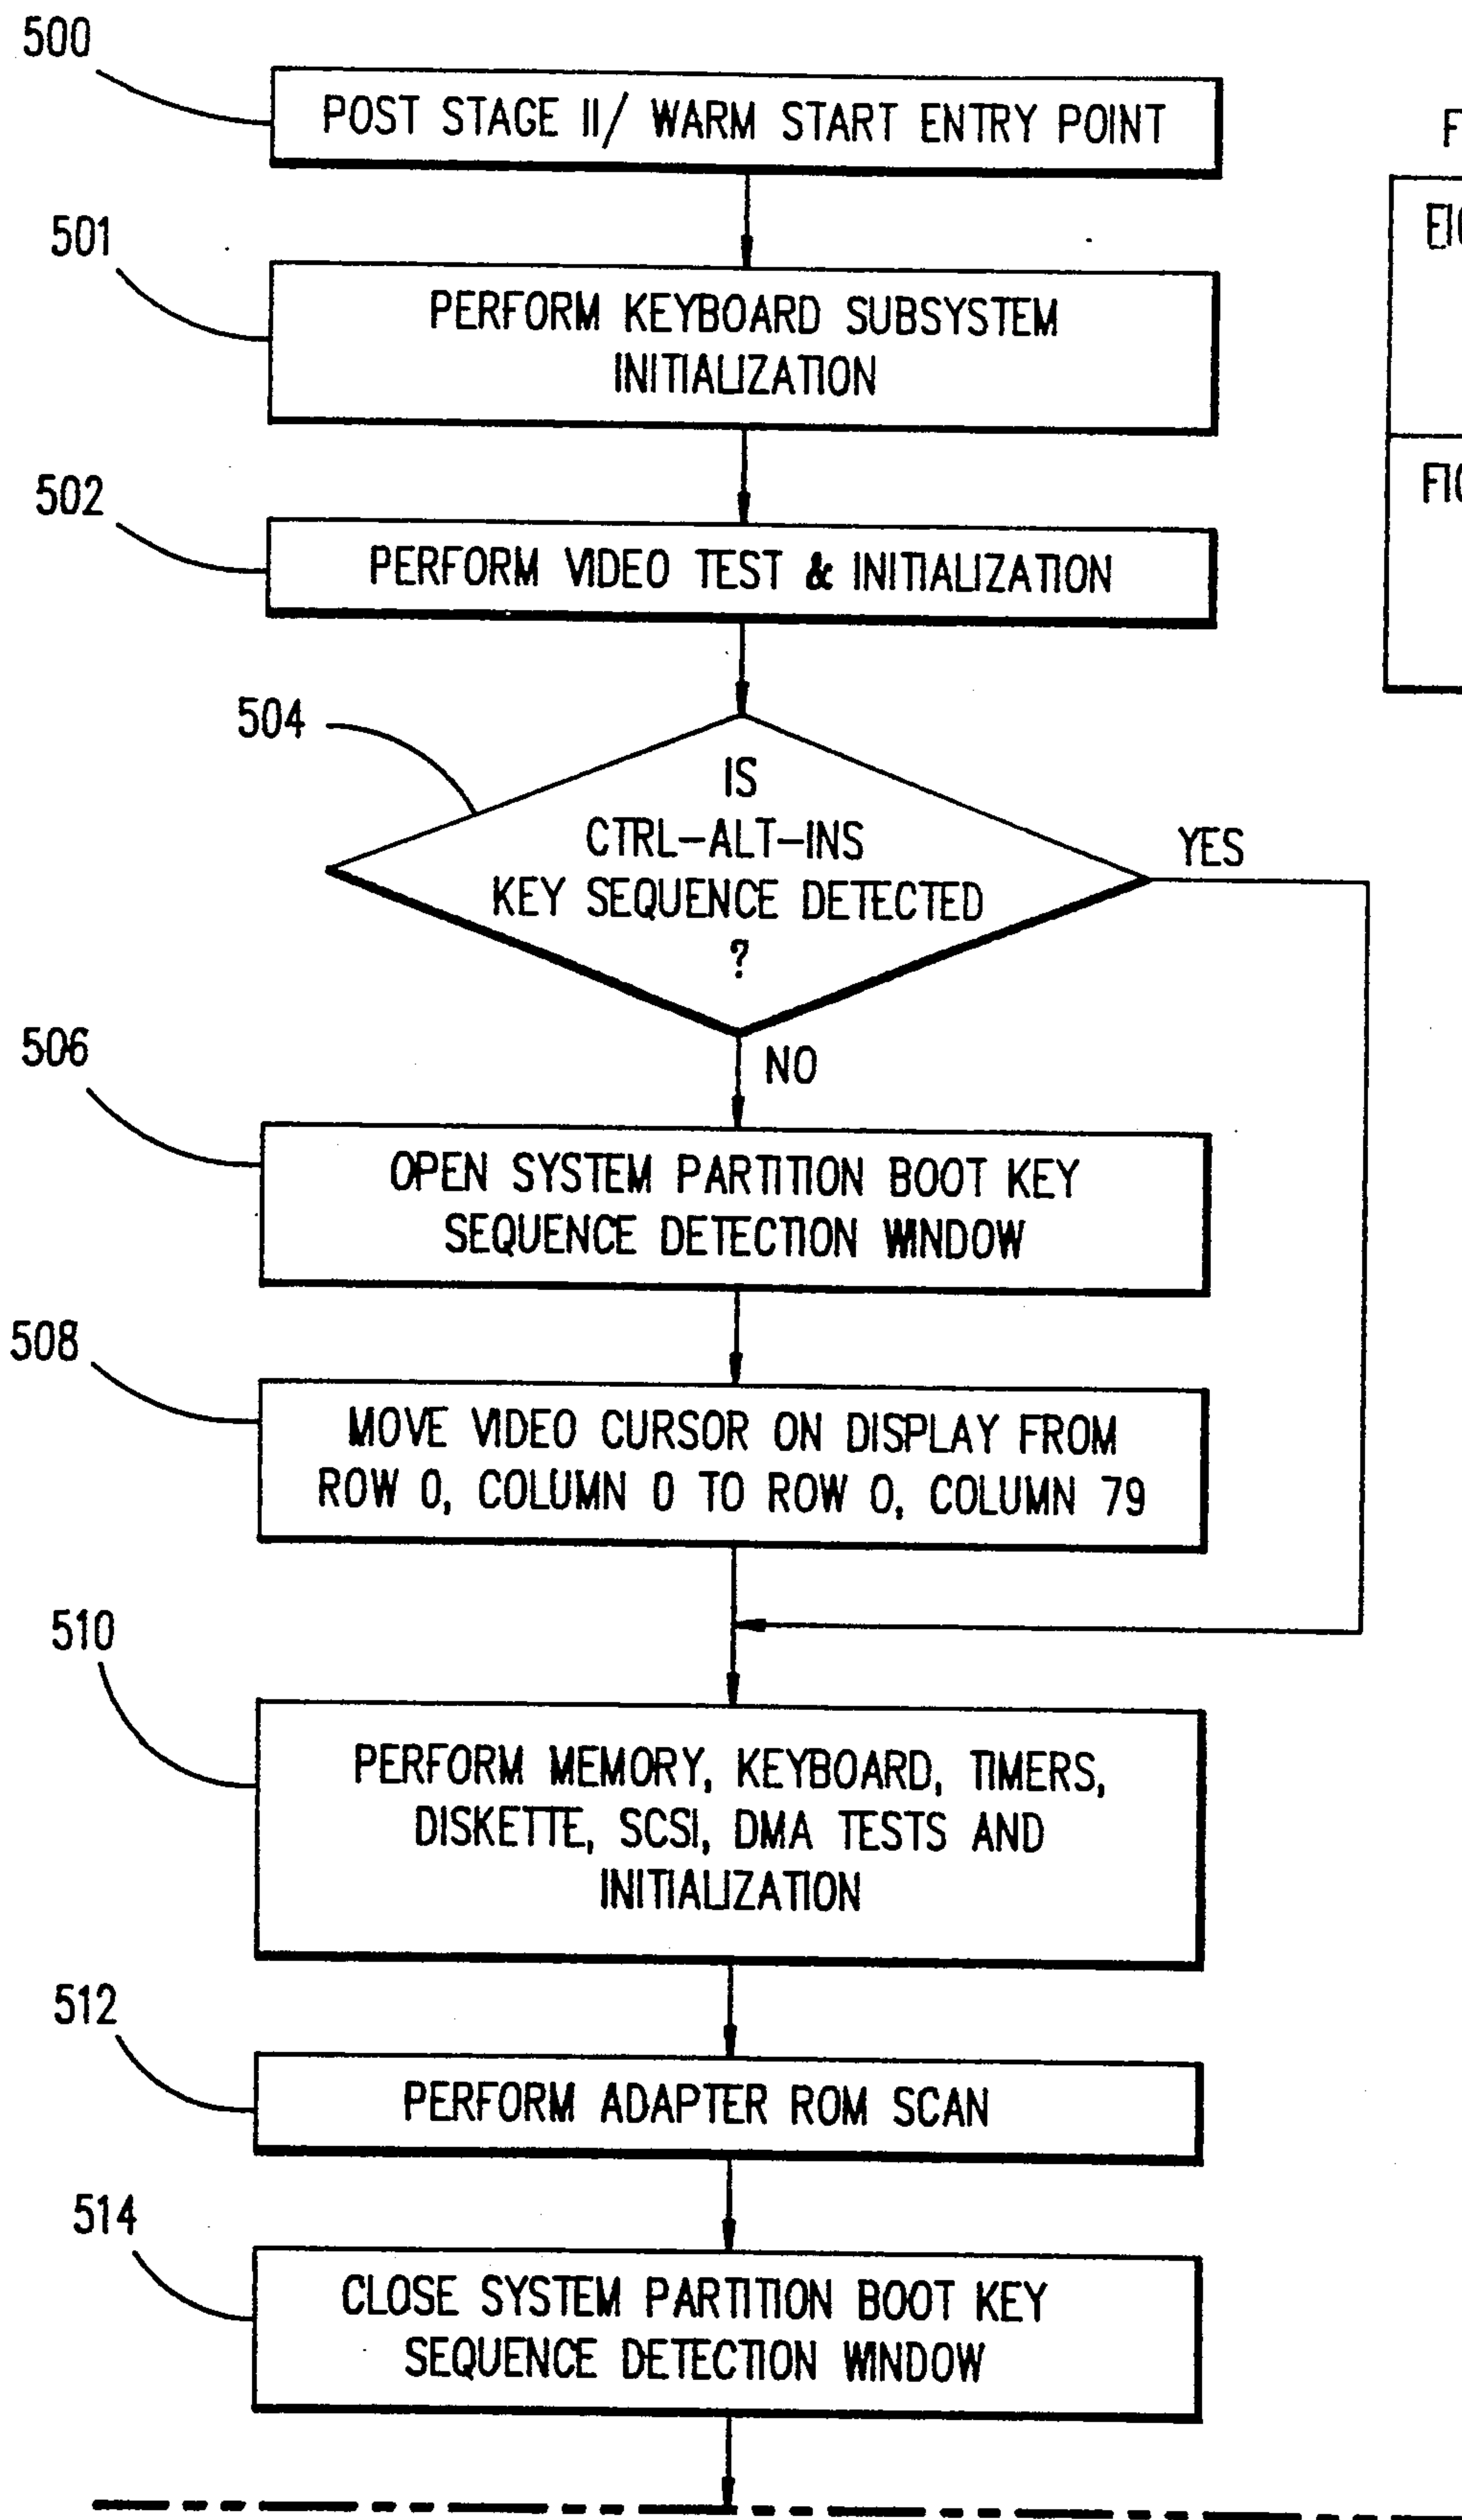 500
POST STAGE II/ WARM START ENTRY POINT
501
PERFORM KEYBOARD SUBSYSTEM
INITIALIZATION
502
PERFORM VIDEO TEST & INITIALIZATION
504
IS
CTRL-ALT-INS
KEY SEQUENCE DETECTED
?
YES
NO
506
OPEN SYSTEM PARTITION BOOT KEY
SEQUENCE DETECTION WINDOW
508
MOVE VIDEO CURSOR ON DISPLAY FROM
ROW 0, COLUMN 0 TO ROW 0, COLUMN 79
510
PERFORM MEMORY, KEYBOARD, TIMERS,
DISKETTE, SCSI, DMA TESTS AND
INITIALIZATION
512
PERFORM ADAPTER ROM SCAN
514
CLOSE SYSTEM PARTITION BOOT KEY
SEQUENCE DETECTION WINDOW